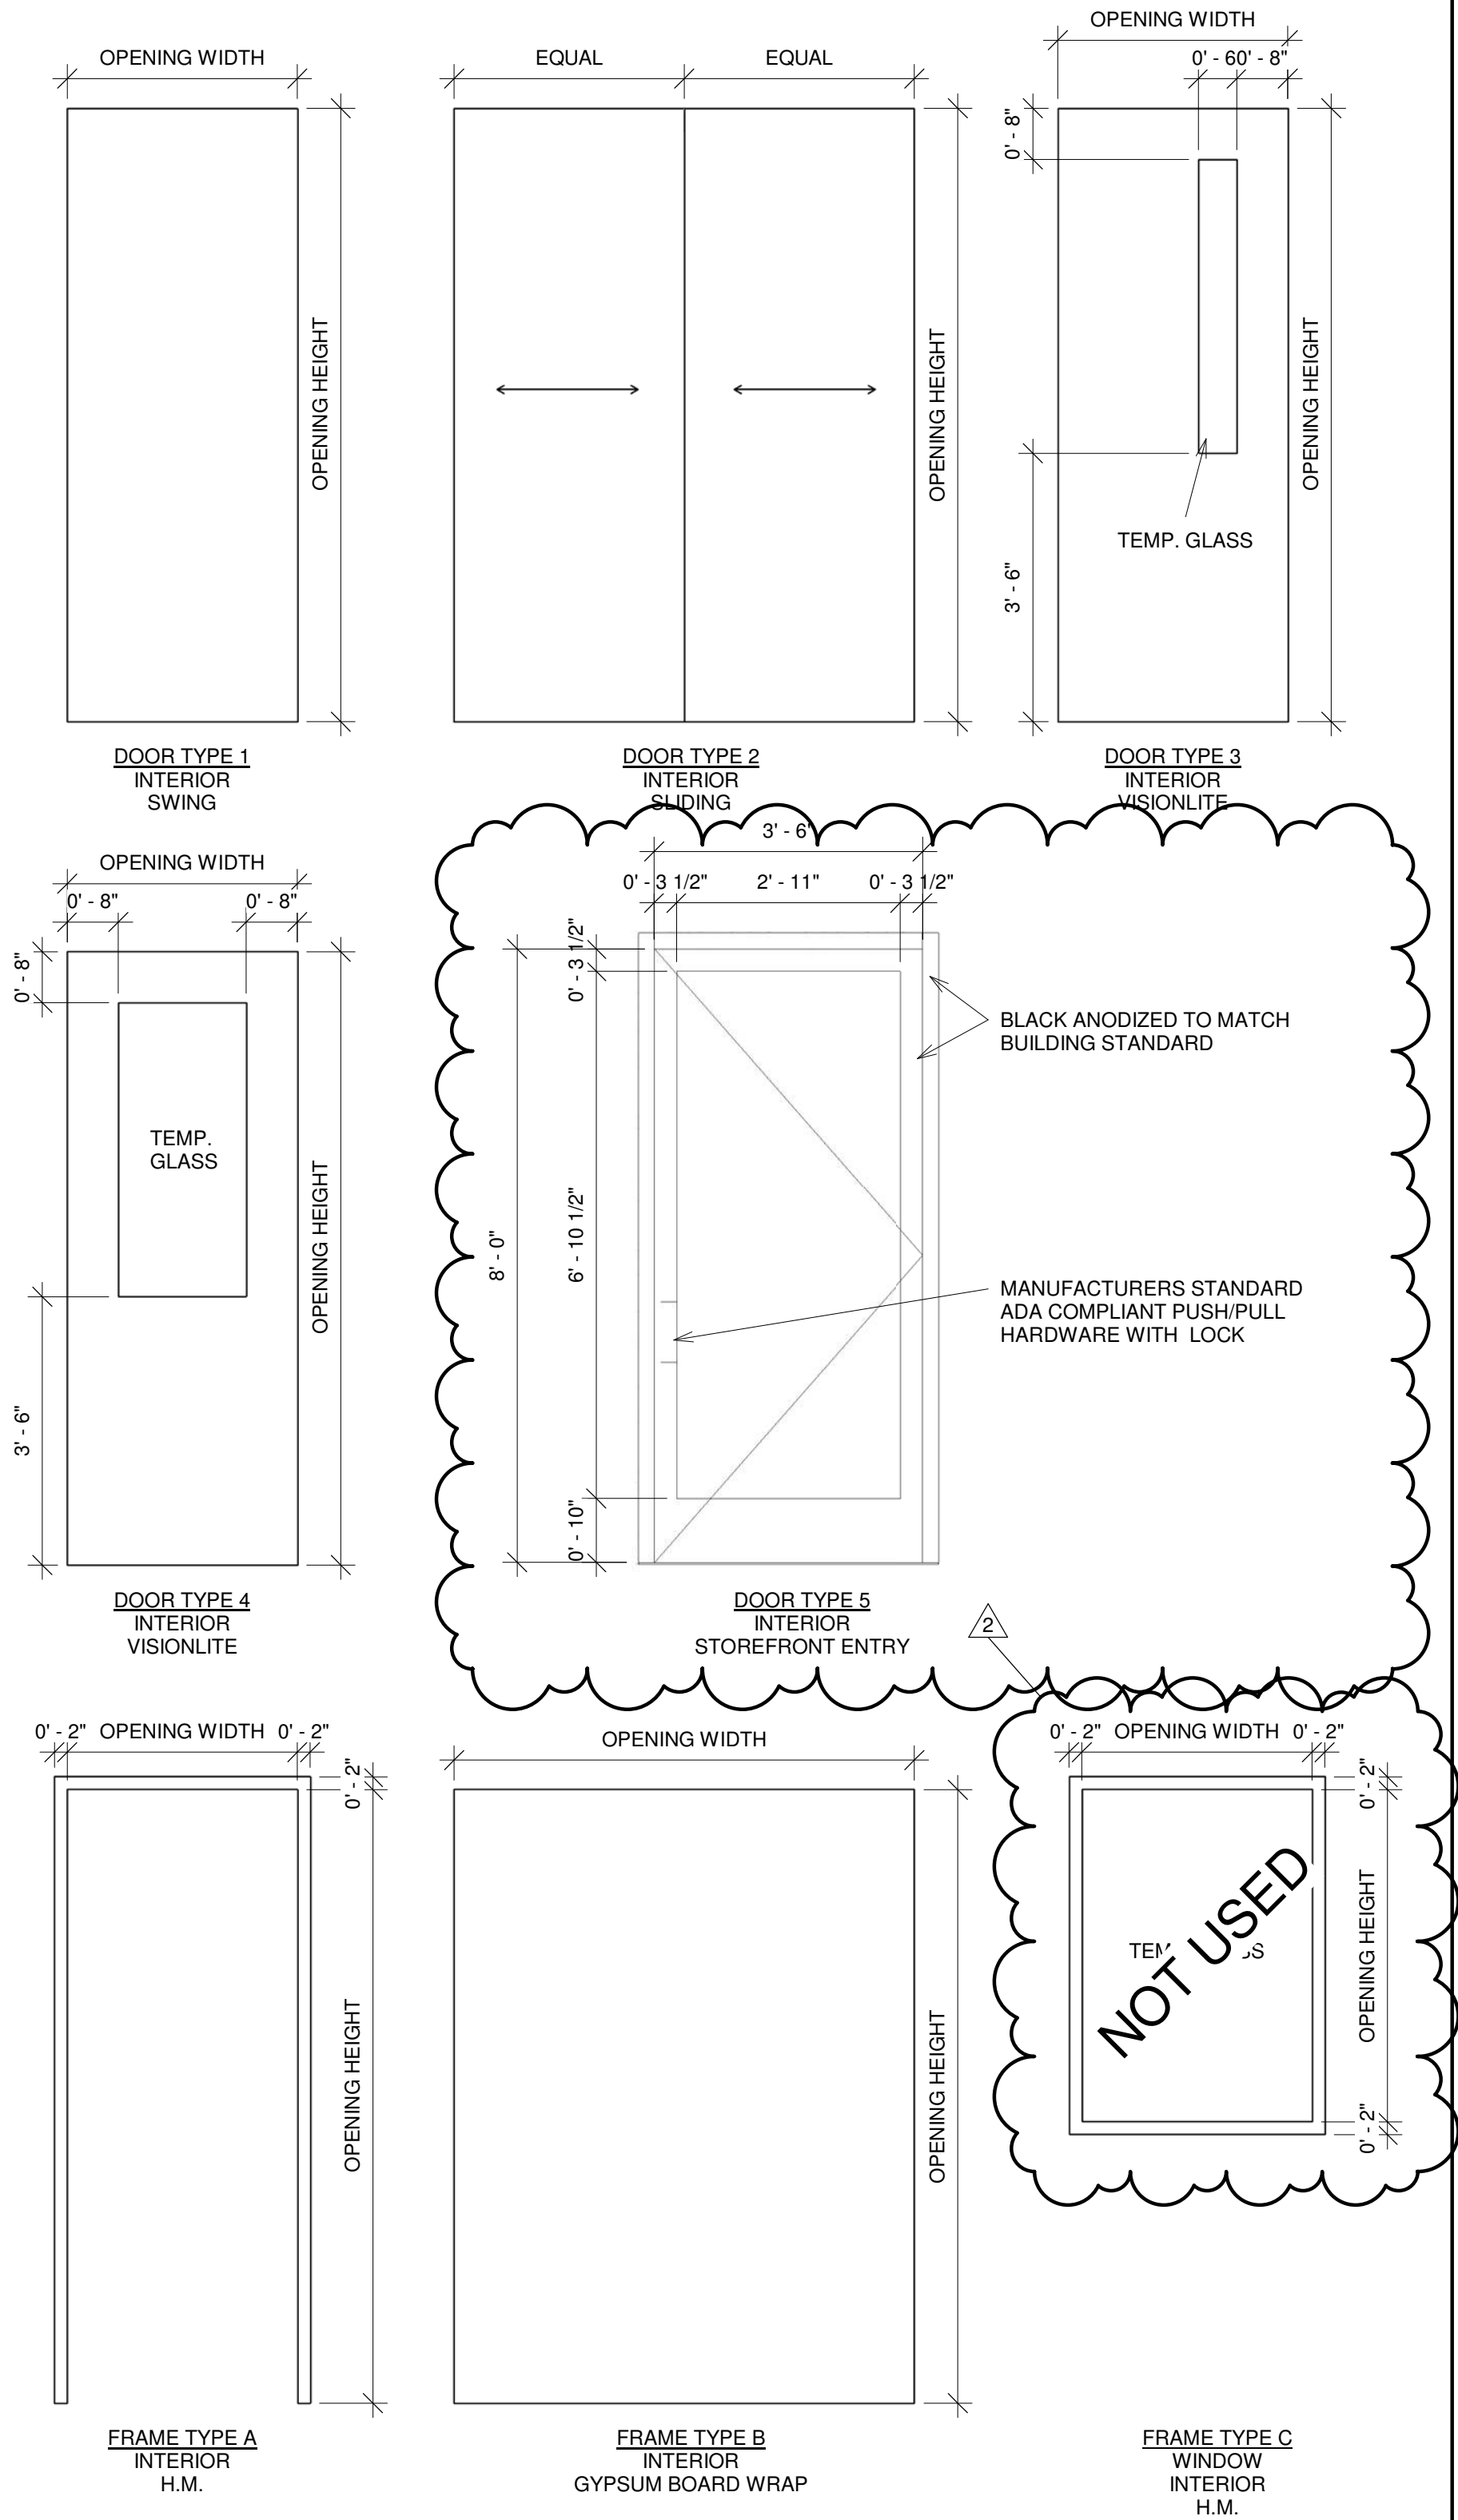 OPENING WIDTH
OPENING HEIGHT
DOOR TYPE 1
INTERIOR
SWING
EQUAL
EQUAL
OPENING HEIGHT
DOOR TYPE 2
INTERIOR
SLIDING
OPENING WIDTH
0' - 6
0' - 8"
0' - 8"
3' - 6"
OPENING HEIGHT
TEMP. GLASS
DOOR TYPE 3
INTERIOR
VISIONLITE
OPENING WIDTH
0' - 8"
0' - 8"
0' - 8"
TEMP.
GLASS
3' - 6"
OPENING HEIGHT
DOOR TYPE 4
INTERIOR
VISIONLITE
3' - 6"
0' - 3 1/2"
2' - 11"
0' - 3 1/2"
0' - 3 1/2"
8' - 0"
6' - 10 1/2"
0' - 10"
BLACK ANODIZED TO MATCH
BUILDING STANDARD
MANUFACTURERS STANDARD
ADA COMPLIANT PUSH/PULL
HARDWARE WITH LOCK
DOOR TYPE 5
INTERIOR
STOREFRONT ENTRY
2
0' - 2"
OPENING WIDTH
0' - 2"
0' - 2"
OPENING HEIGHT
FRAME TYPE A
INTERIOR
H.M.
OPENING WIDTH
OPENING HEIGHT
FRAME TYPE B
INTERIOR
GYPSUM BOARD WRAP
0' - 2"
OPENING WIDTH
0' - 2"
0' - 2"
OPENING HEIGHT
0' - 2"
NOT USED
FRAME TYPE C
WINDOW
INTERIOR
H.M.